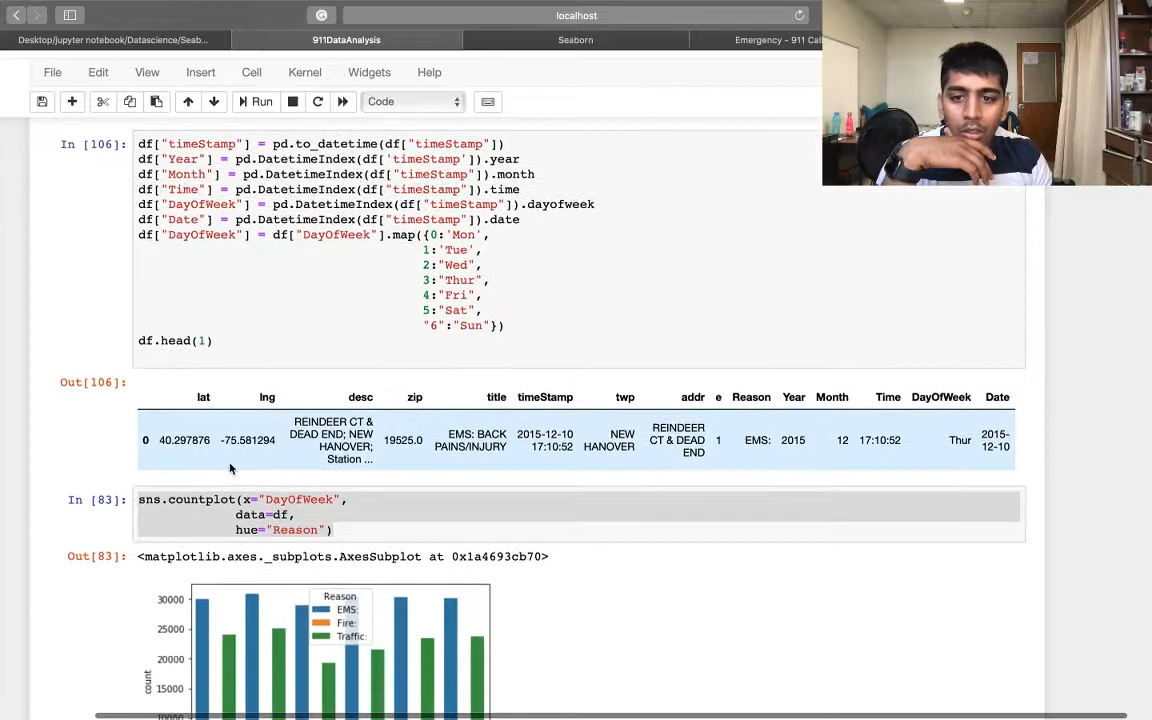 localhost
Desktop/jupyter notebook/Datascience/Seab...
911DataAnalysis
Seaborn
Emergency - 911 Cal
File Edit View Insert Cell Kernel Widgets Help
Run Code
In [106]:
df["timeStamp"] = pd.to_datetime(df["timeStamp"])
df["Year"] = pd.DatetimeIndex(df['timeStamp']).year
df["Month"] = pd.DatetimeIndex(df["timeStamp"]).month
df["Time"] = pd.DatetimeIndex(df["timeStamp"]).time
df["DayOfWeek"] = pd.DatetimeIndex(df["timeStamp"]).dayofweek
df["Date"] = pd.DatetimeIndex(df["timeStamp"]).date
df["DayOfWeek"] = df["DayOfWeek"].map({0:'Mon',
1:'Tue',
2:"Wed",
3:"Thur",
4:"Fri",
5:"Sat",
"6":"Sun"})
df.head(1)
Out[106]:
lat lng desc zip title timeStamp twp addr e Reason Year Month Time DayOfWeek Date
0 40.297876 -75.581294 REINDEER CT & DEAD END; NEW HANOVER; Station ... 19525.0 EMS: BACK PAINS/INJURY 2015-12-10 17:10:52 NEW HANOVER REINDEER CT & DEAD END 1 EMS: 2015 12 17:10:52 Thur 2015-12-10
In [83]:
sns.countplot(x="DayOfWeek",
data=df,
hue="Reason")
Out[83]:
<matplotlib.axes._subplots.AxesSubplot at 0x1a4693cb70>
Reason
EMS:
Fire:
Traffic:
30000
25000
20000
15000
count